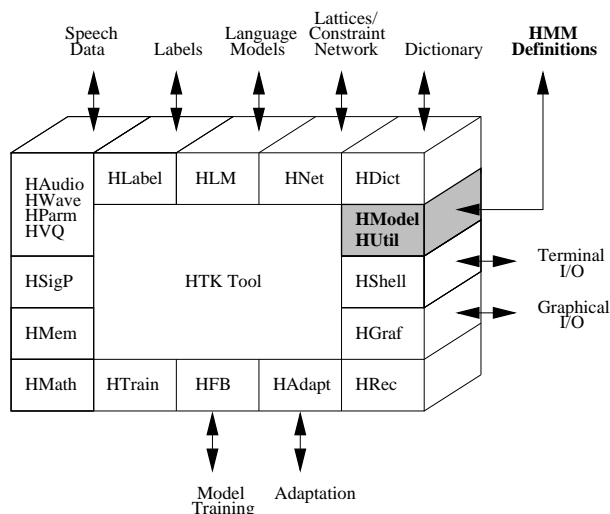 Speech
Data
Labels
Language
Models
Lattices/
Constraint
Network
Dictionary
HMM
Definitions
HAudio
HWave
HParm
HVQ
HLabel
HLM
HNet
HDict
HModel
HUtil
HSigP
HTK Tool
HShell
Terminal
I/O
HMem
HGraf
Graphical
I/O
HMath
HTrain
HFB
HAdapt
HRec
Model
Training
Adaptation